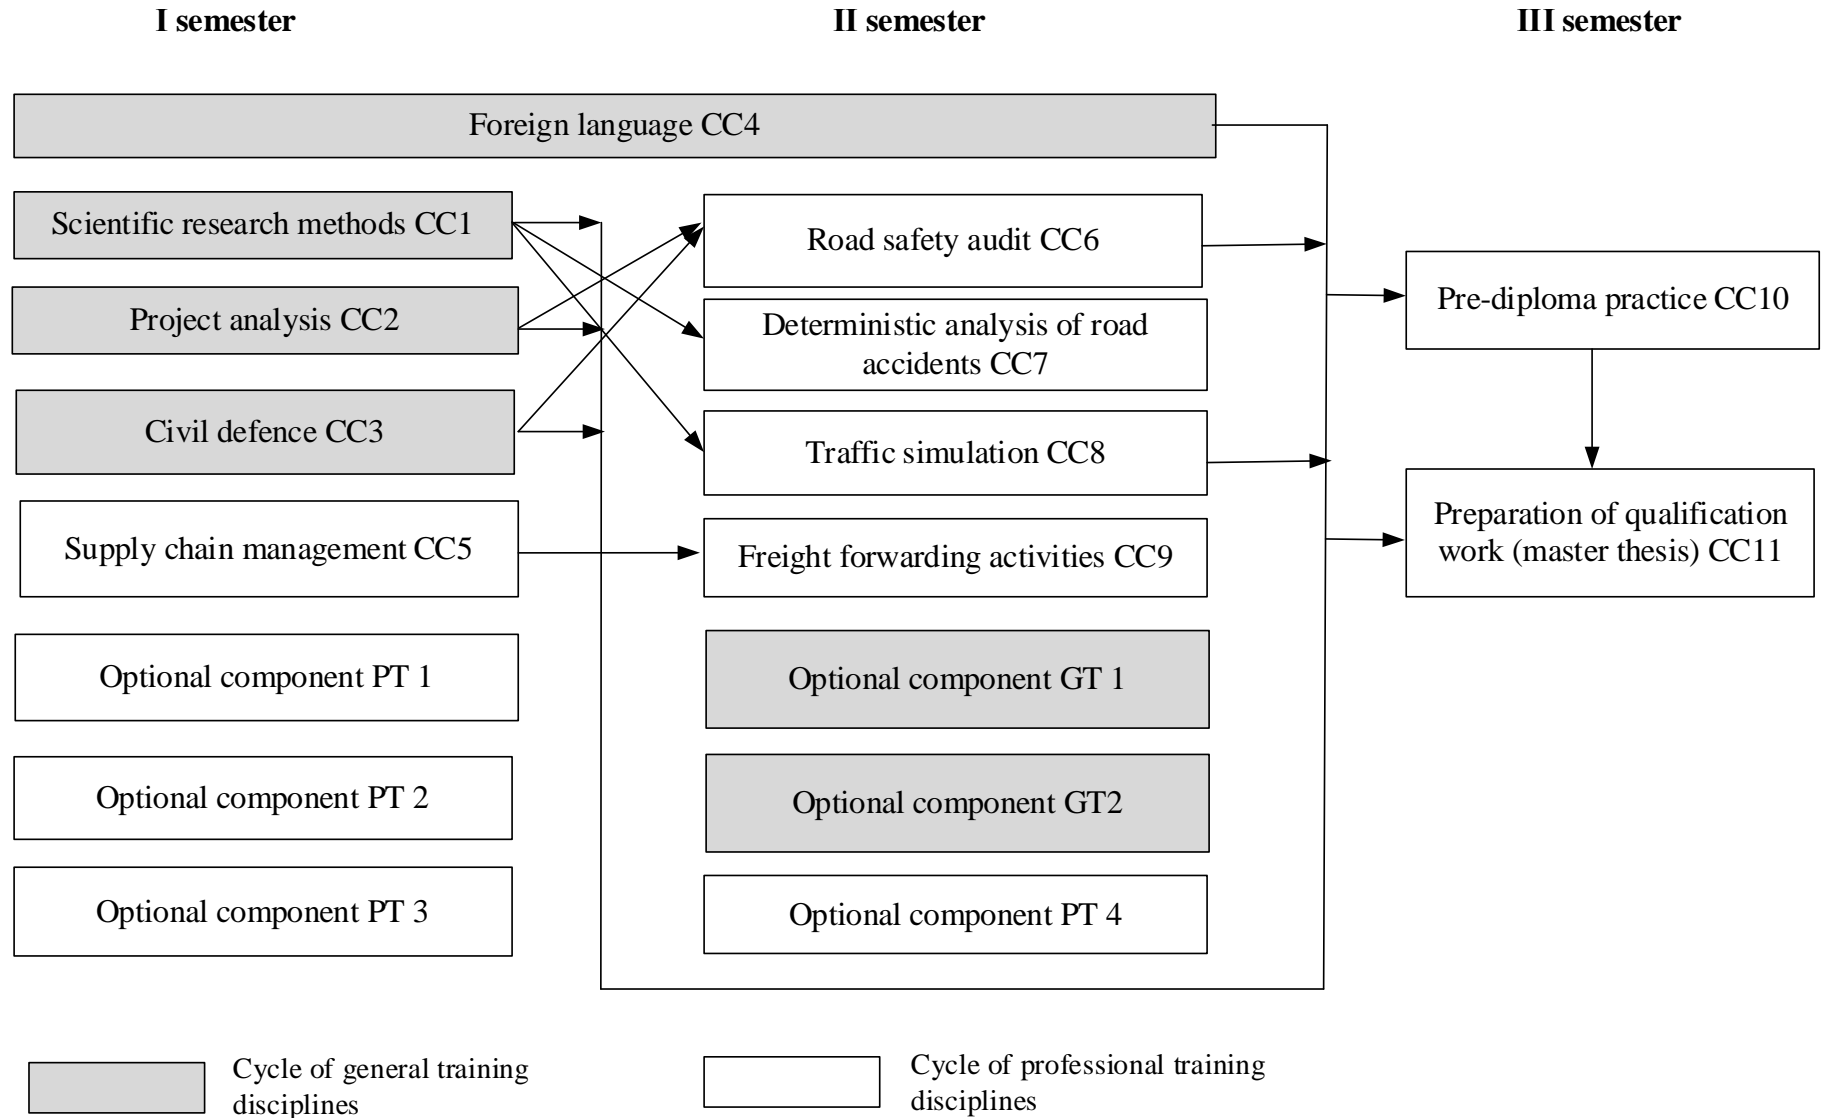 I semester
II semester
III semester
Foreign language CC4
Scientific research methods CC1
Project analysis CC2
Civil defence CC3
Supply chain management CC5
Optional component PT 1
Optional component PT 2
Optional component PT 3
Road safety audit CC6
Deterministic analysis of road
accidents CC7
Traffic simulation CC8
Freight forwarding activities CC9
Optional component GT 1
Optional component GT2
Optional component PT 4
Pre-diploma practice CC10
Preparation of qualification
work (master thesis) CC11
Cycle of general training
disciplines
Cycle of professional training
disciplines